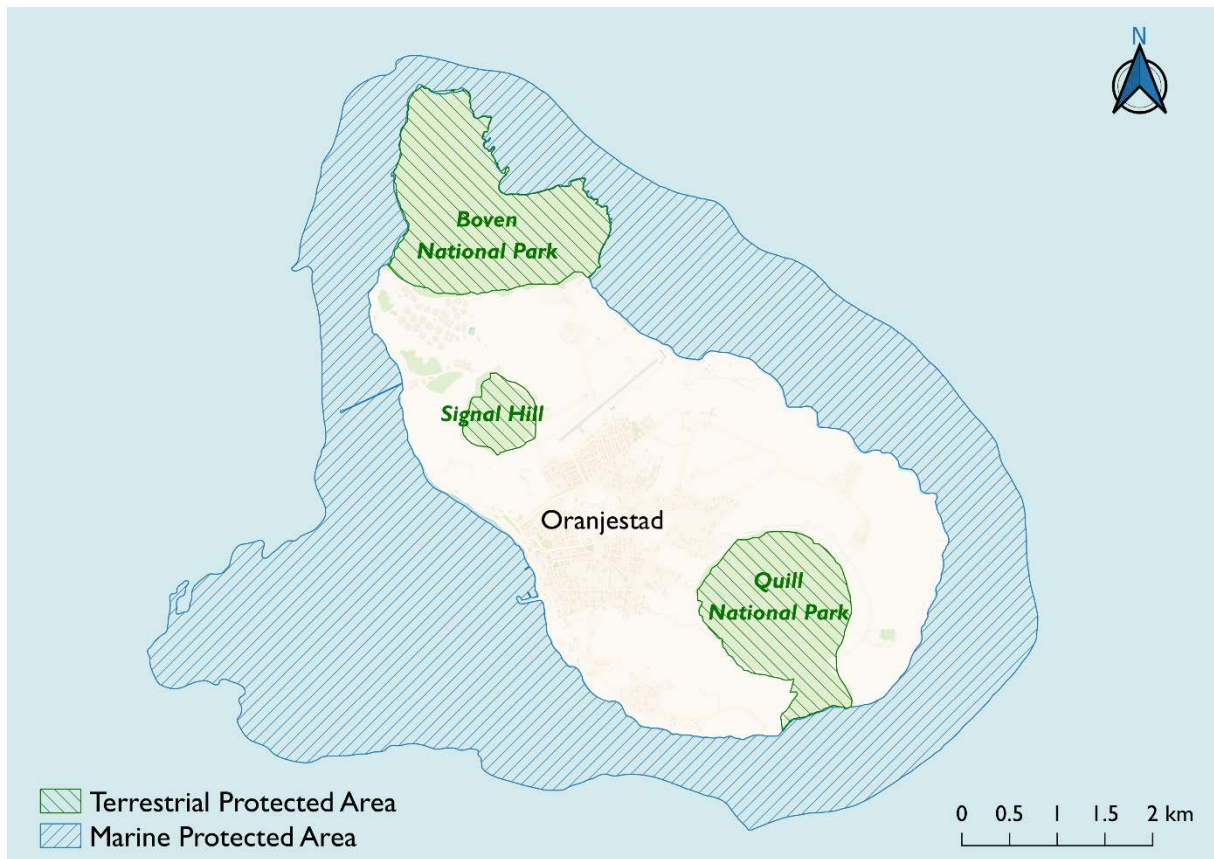 N
Boven
National Park
Signal Hill
Oranjestad
Quill
National Park
Terrestrial Protected Area
Marine Protected Area
0 0.5 1 1.5 2 km